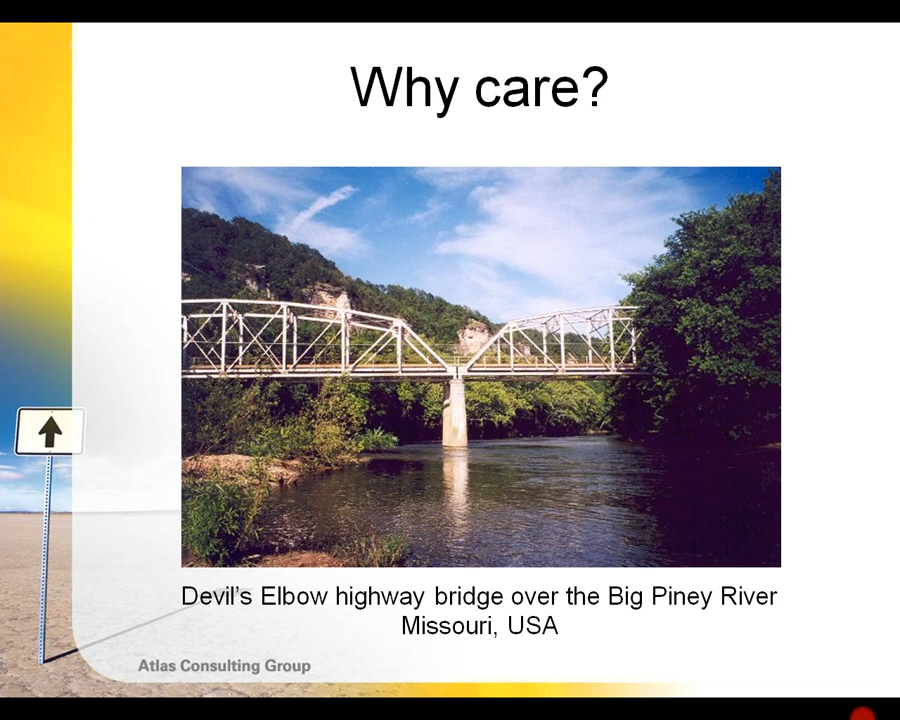 Why care?
Devil's Elbow highway bridge over the Big Piney River
Missouri, USA
Atlas Consulting Group